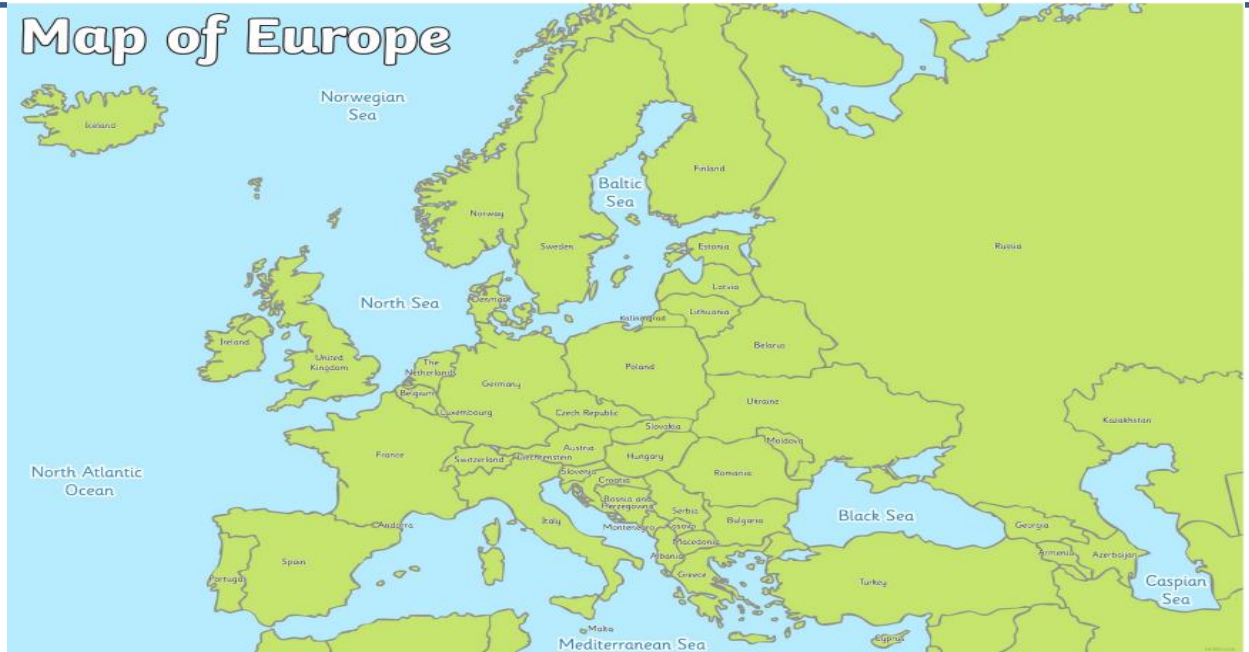 Map of Europe
Norwegian
Sea
Iceland
Finland
Baltic
Sea
Norway
Sweden
Russia
Estonia
North Sea
Latvia
Denmark
Lithuania
Kaliningrad
Ireland
Belarus
United
Kingdom
The
Netherlands
Poland
Germany
Belgium
Ukraine
Luxembourg
Czech Republic
Kazakhstan
Slovakia
Moldova
Austria
France
Switzerland
Liechtenstein
Hungary
North Atlantic
Ocean
Slovenia
Romania
Croatia
Bosnia and
Herzegovina
Serbia
Black Sea
Italy
Bulgaria
Andorra
Montenegro
Kosovo
Georgia
Macedonia
Albania
Armenia
Azerbaijan
Spain
Portugal
Greece
Turkey
Caspian
Sea
Malta
Mediterranean Sea
Cyprus